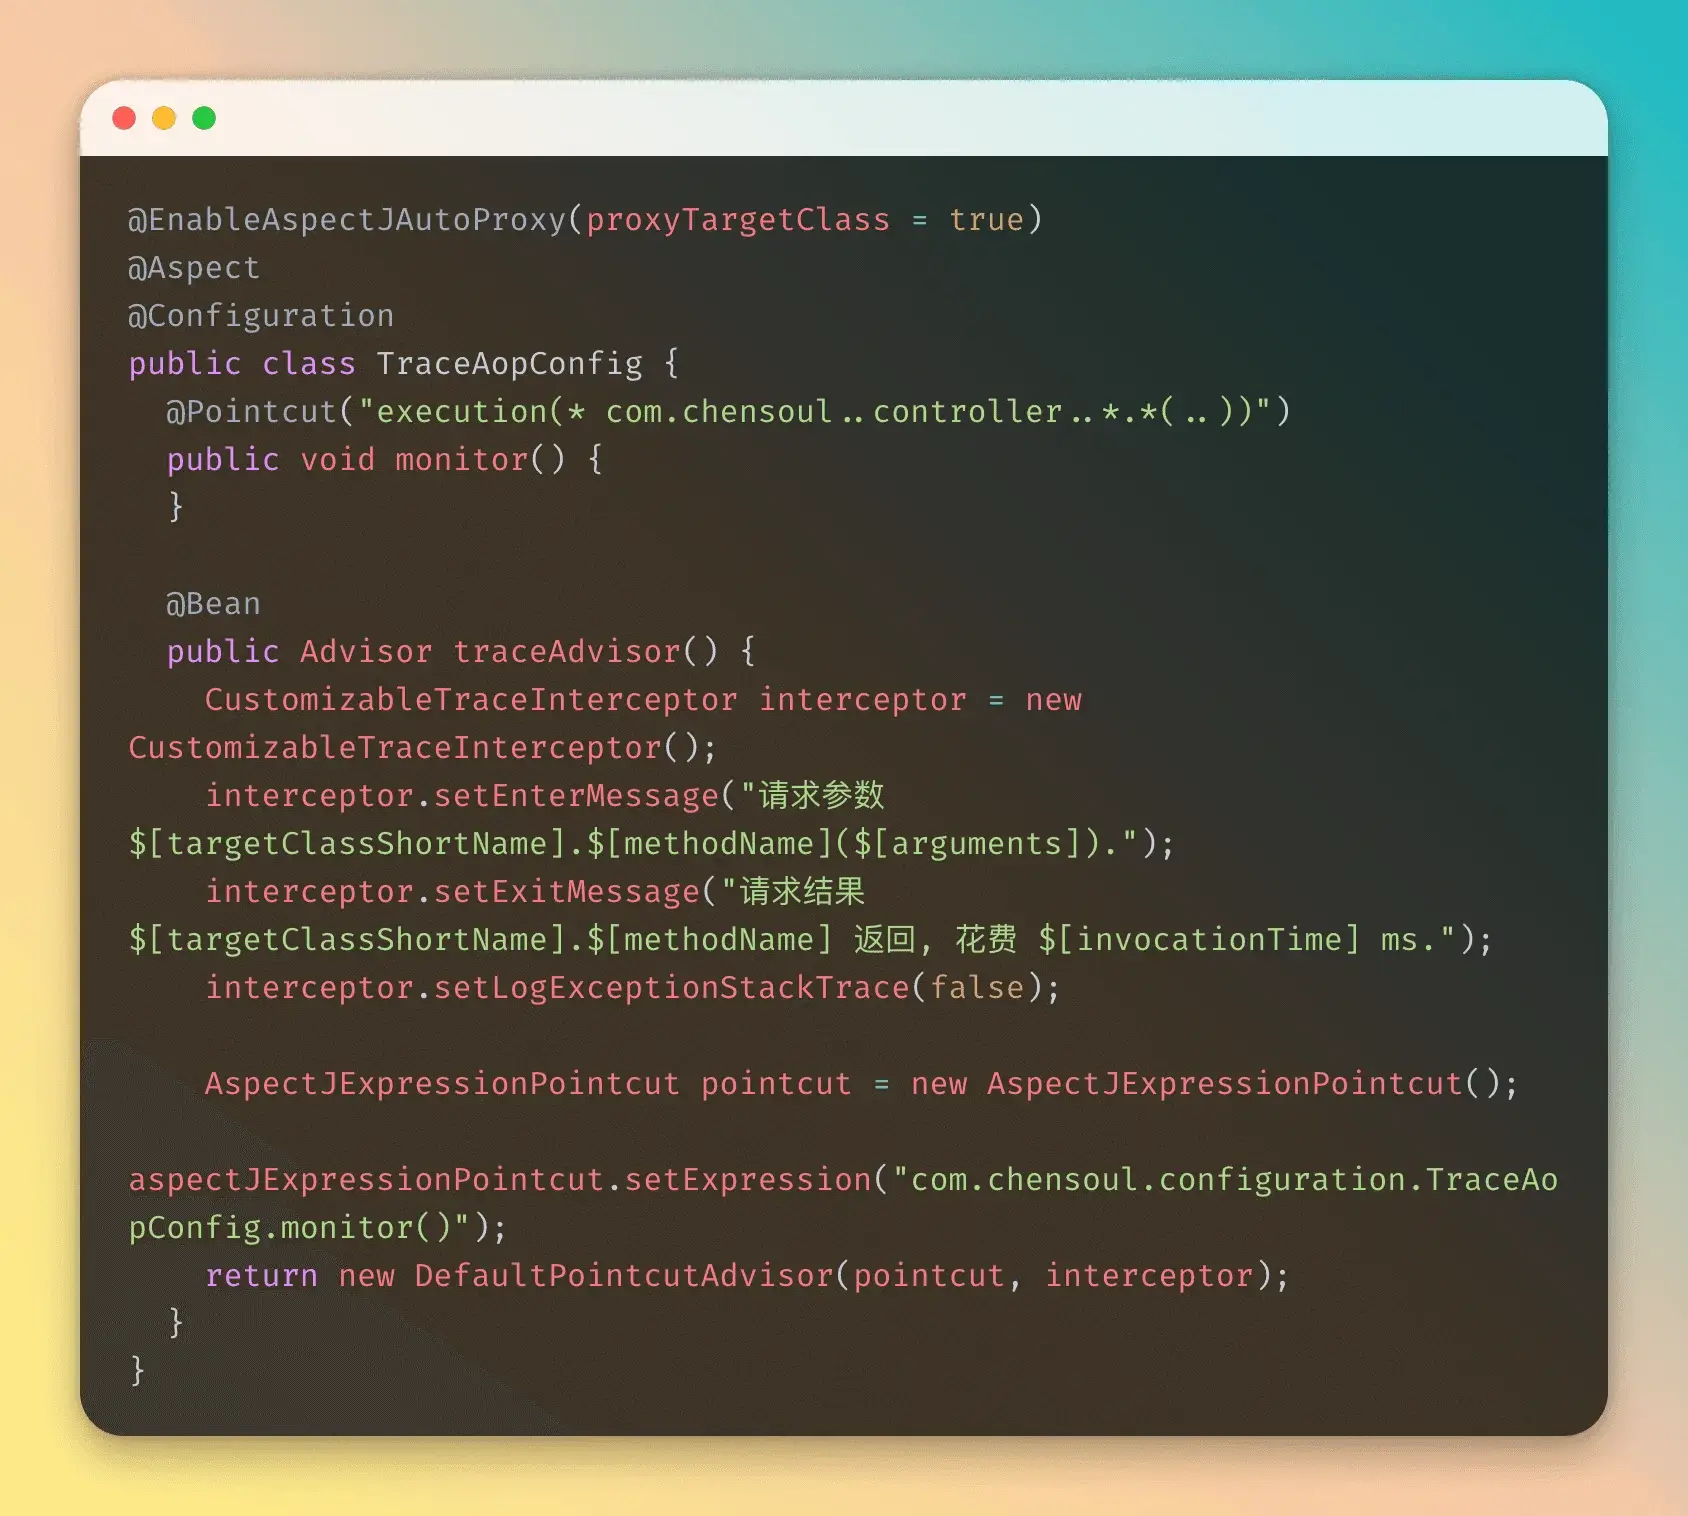 @EnableAspectJAutoProxy(proxyTargetClass = true)
@Aspect
@Configuration
public class TraceAopConfig {
  @Pointcut("execution(* com.chensoul..controller..*.*(..))")
  public void monitor() {
  }

  @Bean
  public Advisor traceAdvisor() {
    CustomizableTraceInterceptor interceptor = new
CustomizableTraceInterceptor();
    interceptor.setEnterMessage("请求参数
$[targetClassShortName].$[methodName]($[arguments]).");
    interceptor.setExitMessage("请求结果
$[targetClassShortName].$[methodName] 返回, 花费 $[invocationTime] ms.");
    interceptor.setLogExceptionStackTrace(false);

    AspectJExpressionPointcut pointcut = new AspectJExpressionPointcut();

aspectJExpressionPointcut.setExpression("com.chensoul.configuration.TraceAo
pConfig.monitor()");
    return new DefaultPointcutAdvisor(pointcut, interceptor);
  }
}